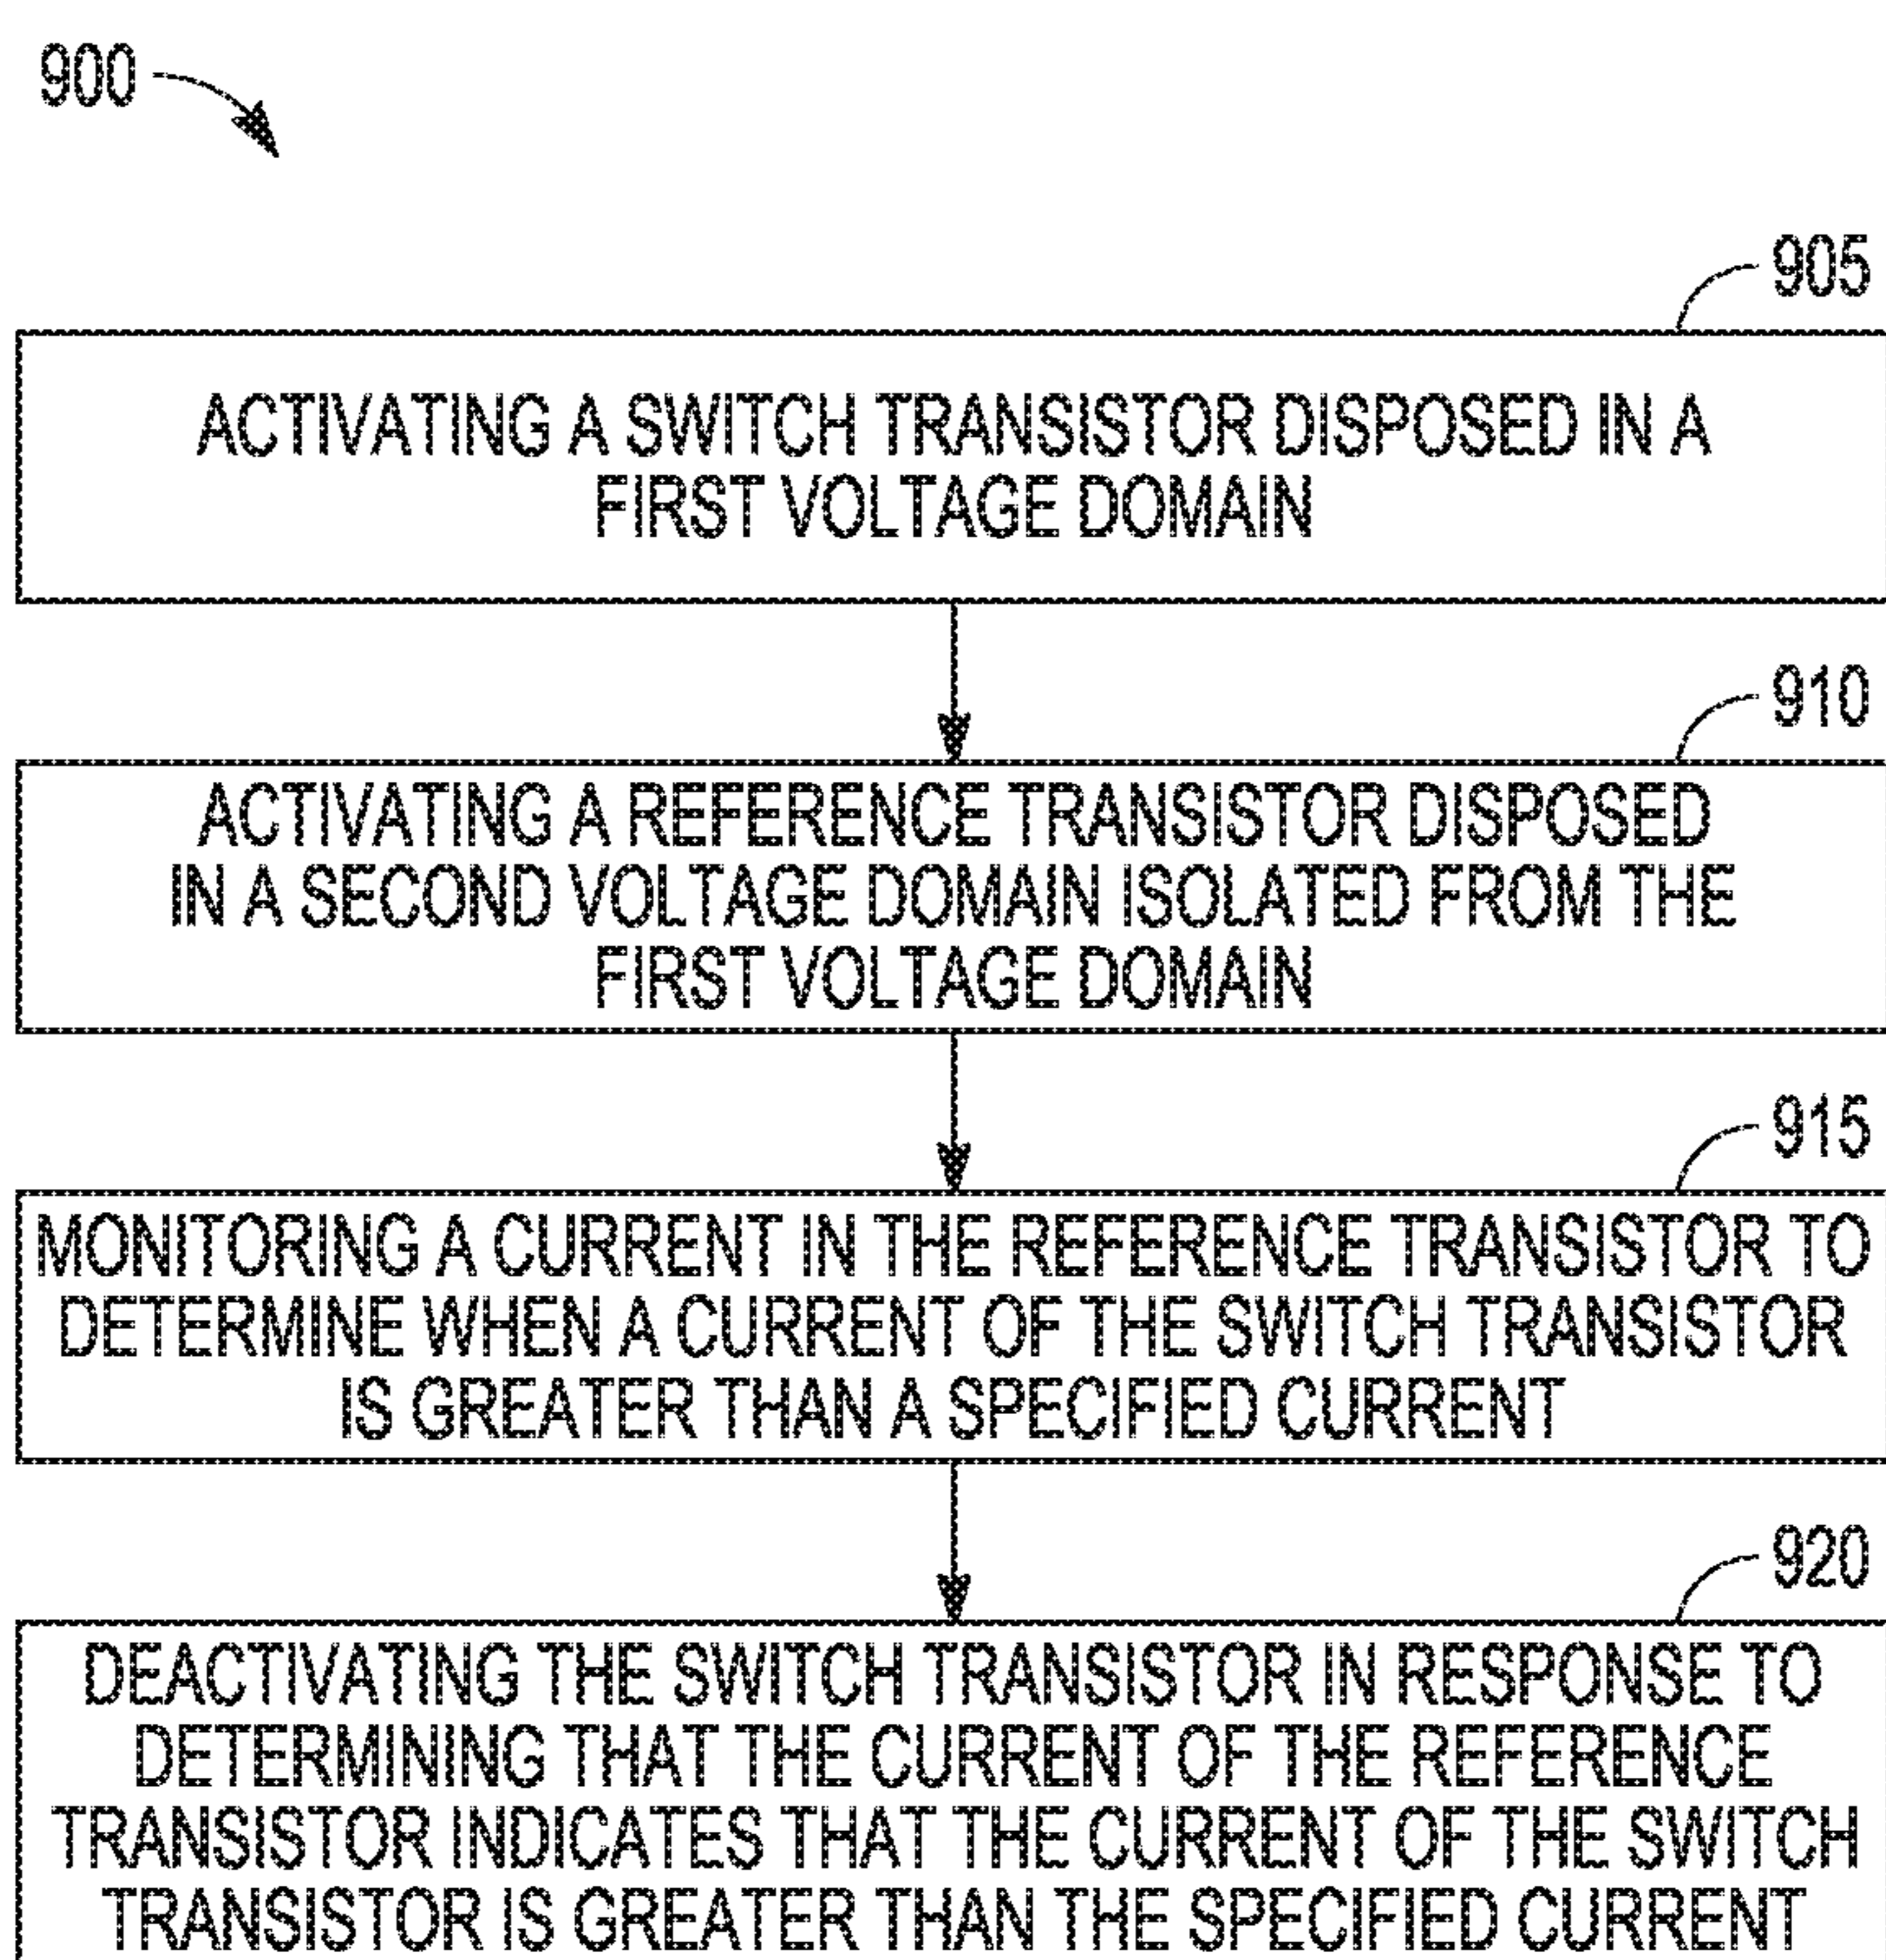 900
905
ACTIVATING A SWITCH TRANSISTOR DISPOSED IN A
FIRST VOLTAGE DOMAIN
910
ACTIVATING A REFERENCE TRANSISTOR DISPOSED
IN A SECOND VOLTAGE DOMAIN ISOLATED FROM THE
FIRST VOLTAGE DOMAIN
915
MONITORING A CURRENT IN THE REFERENCE TRANSISTOR TO
DETERMINE WHEN A CURRENT OF THE SWITCH TRANSISTOR
IS GREATER THAN A SPECIFIED CURRENT
920
DEACTIVATING THE SWITCH TRANSISTOR IN RESPONSE TO
DETERMINING THAT THE CURRENT OF THE REFERENCE
TRANSISTOR INDICATES THAT THE CURRENT OF THE SWITCH
TRANSISTOR IS GREATER THAN THE SPECIFIED CURRENT